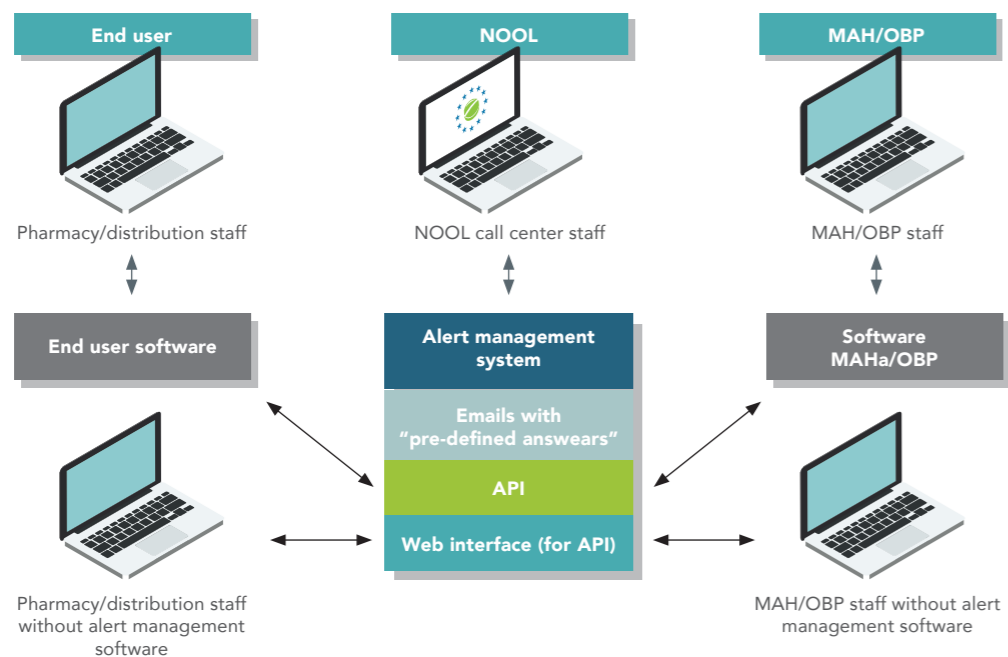 End user
NOOL
MAH/OBP
Pharmacy/distribution staff
NOOL call center staff
MAH/OBP staff
End user software
Alert management
system
Software
MAHa/OBP
Emails with
“pre-defined answears”
API
Web interface (for API)
Pharmacy/distribution staff
without alert management
software
MAH/OBP staff without alert
management software